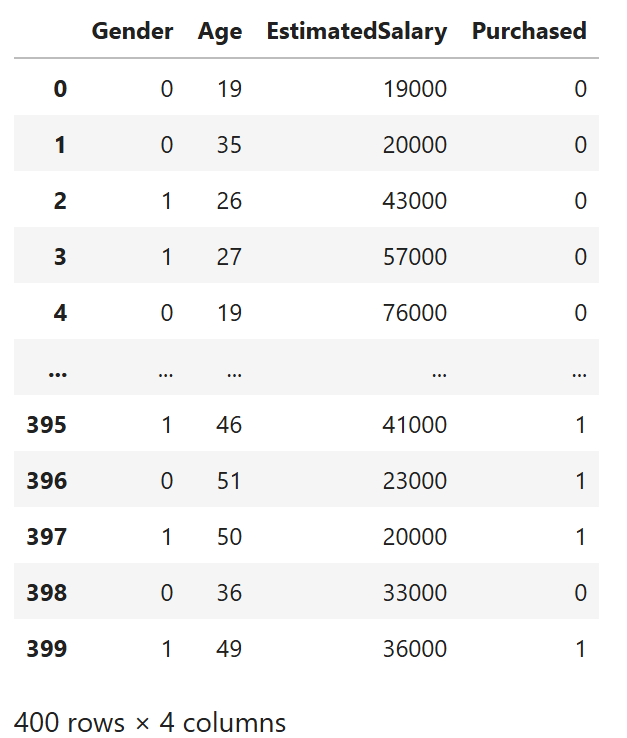 Gender Age EstimatedSalary Purchased
0 0 19 19000 0
1 0 35 20000 0
2 1 26 43000 0
3 1 27 57000 0
4 0 19 76000 0
... ... ... ... ...
395 1 46 41000 1
396 0 51 23000 1
397 1 50 20000 1
398 0 36 33000 0
399 1 49 36000 1
400 rows × 4 columns